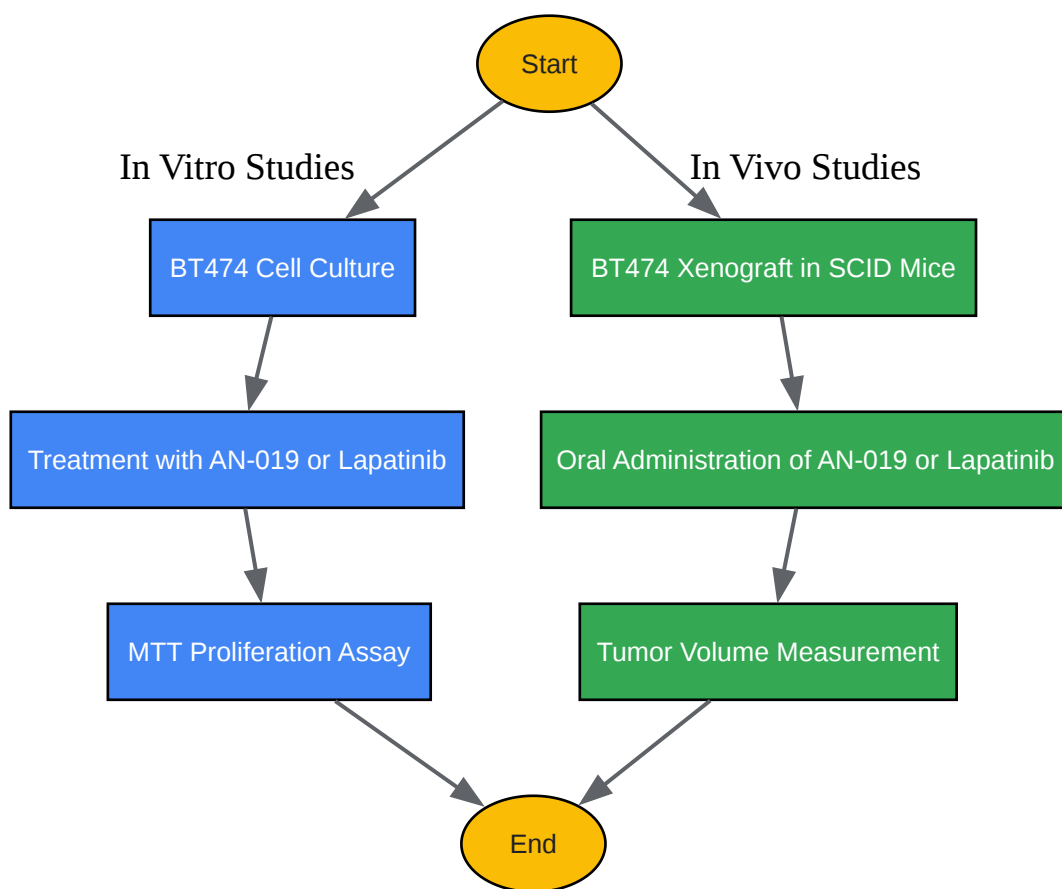 Start
In Vitro Studies
In Vivo Studies
BT474 Cell Culture
BT474 Xenograft in SCID Mice
Treatment with AN-019 or Lapatinib
Oral Administration of AN-019 or Lapatinib
MTT Proliferation Assay
Tumor Volume Measurement
End